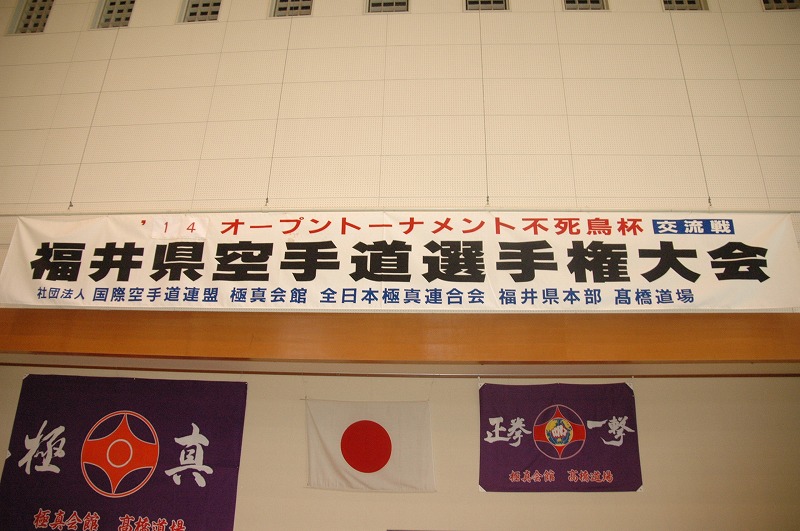 '14 オープントーナメント不死鳥杯 交流戦
福井県空手道選手権大会
社団法人 国際空手道連盟 極真会館 全日本極真連合会 福井県本部 髙橋道場
極真
極真会館 髙橋道場
正拳一撃
極真会館 髙橋道場